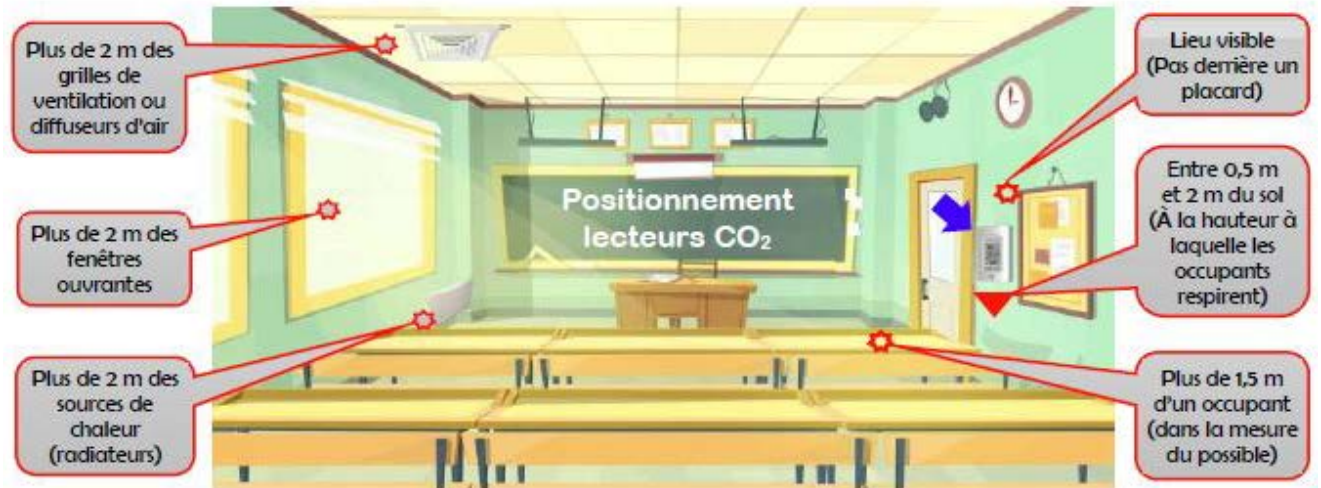 Plus de 2 m des
grilles de
ventilation ou
diffuseurs d'air
Plus de 2 m des
fenêtres
ouvrantes
Plus de 2 m des
sources de
chaleur
(radiateurs)
Positionnement
lecteurs CO₂
Lieu visible
(Pas derrière un
placard)
Entre 0,5 m
et 2 m du sol
(À la hauteur à
laquelle les
occupants
respirent)
Plus de 1,5 m
d'un occupant
(dans la mesure
du possible)